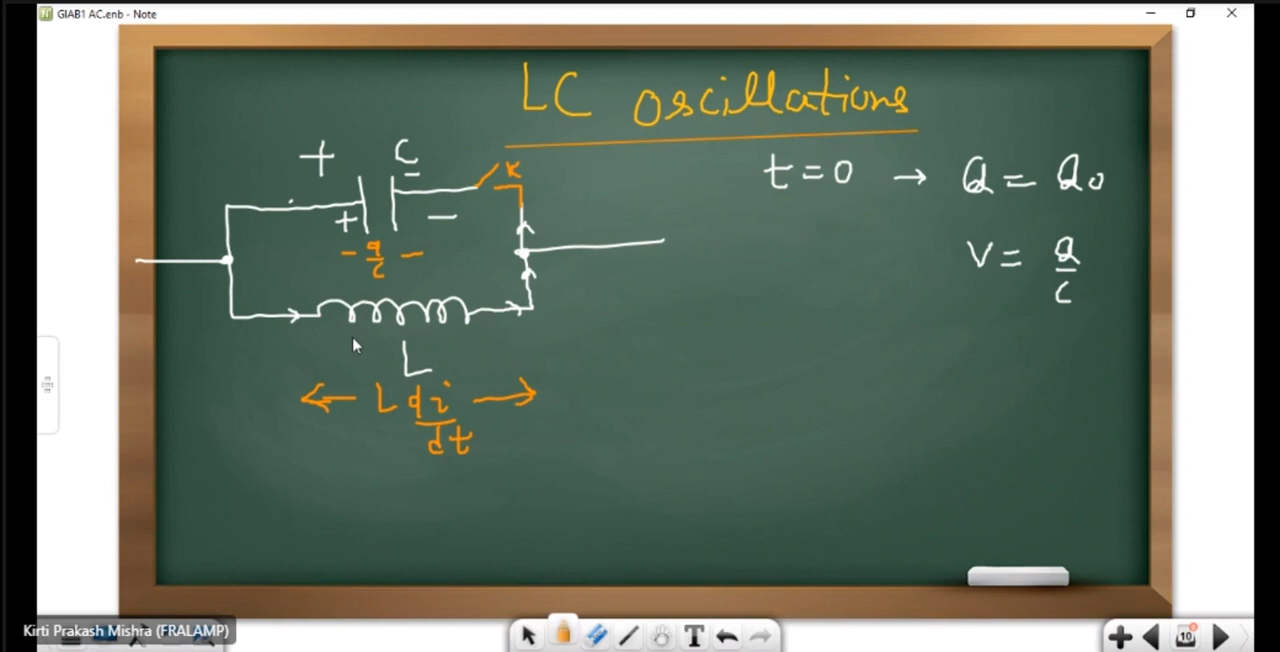 GIAB1 AC.enb - Note
LC oscillations
t = 0 → Q = Q₀
V = Q/C
+ C K
+ −
− q/c −
L
← L di/dt →
Kirti Prakash Mishra (FRALAMP)
T
10